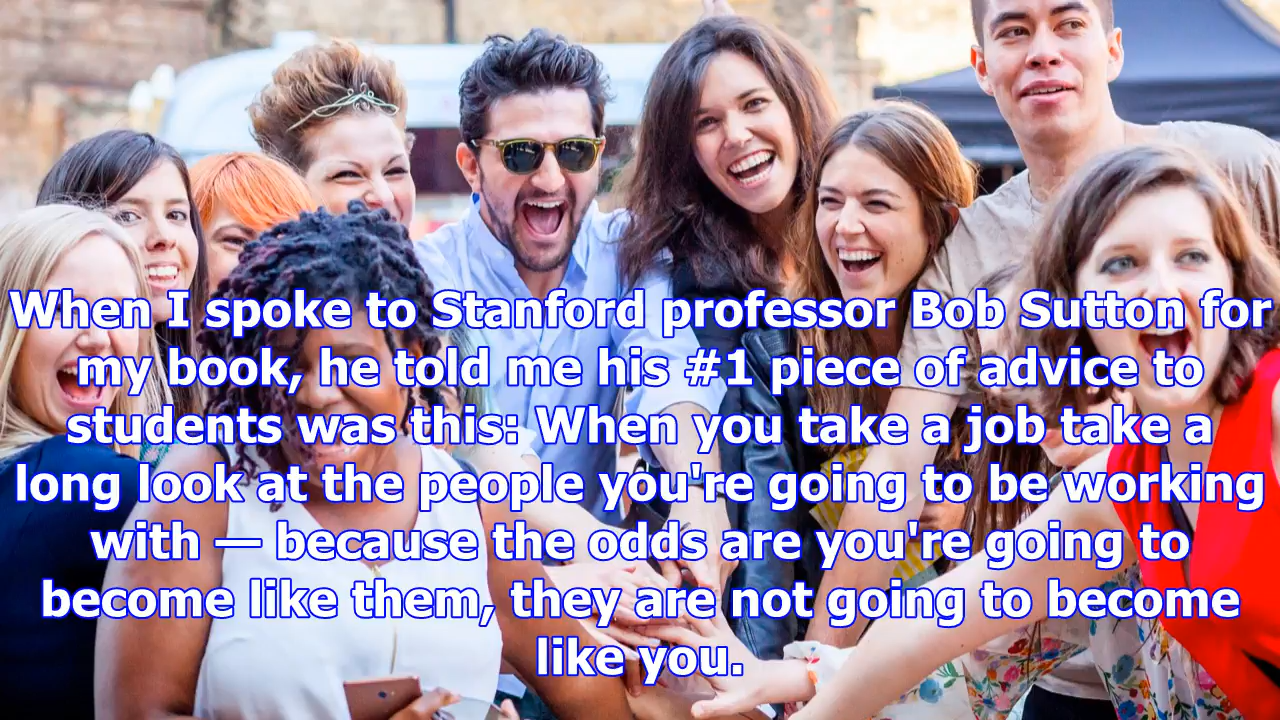 When I spoke to Stanford professor Bob Sutton for
my book, he told me his #1 piece of advice to
students was this: When you take a job take a
long look at the people you're going to be working
with — because the odds are you're going to
become like them, they are not going to become
like you.